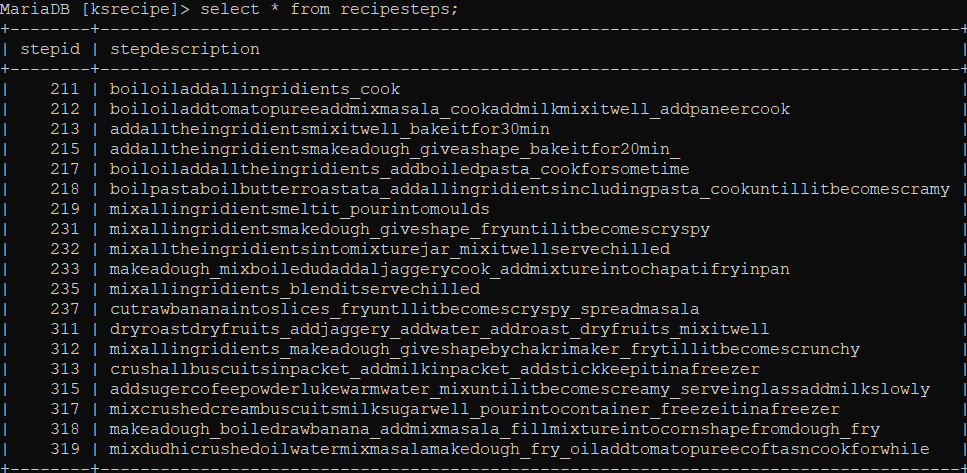 MariaDB [ksrecipe]> select * from recipesteps;
+--------+--------------------------------------------------------------------------------------+
| stepid | stepdescription |
+--------+--------------------------------------------------------------------------------------+
| 211 | boiloiladdallingridients_cook |
| 212 | boiloiladdtomatopureeaddmixmasala_cookaddmilkmixitwell_addpaneercook |
| 213 | addalltheingridientsmixitwell_bakeitfor30min |
| 215 | addalltheingridientsmakeadough_giveashape_bakeitfor20min_ |
| 217 | boiloiladdalltheingridients_addboiledpasta_cookforsometime |
| 218 | boilpastaboilbutterroastata_addallingridientsincludingpasta_cookuntillitbecomescramy |
| 219 | mixallingridientsmeltit_pourintomoulds |
| 231 | mixallingridientsmakedough_giveshape_fryuntilitbecomescryspy |
| 232 | mixalltheingridientsintomixturejar_mixitwellservechilled |
| 233 | makeadough_mixboiledudaddaljaggerycook_addmixtureintochapatifryinpan |
| 235 | mixallingridients_blenditservechilled |
| 237 | cutrawbananaintoslices_fryuntllitbecomescryspy_spreadmasala |
| 311 | dryroastdryfruits_addjaggery_addwater_addroast_dryfruits_mixitwell |
| 312 | mixallingridients_makeadough_giveshapebychakrimaker_frytillitbecomescrunchy |
| 313 | crushallbuscuitsinpacket_addmilkinpacket_addstickkeepitinafreezer |
| 315 | addsugercofeepowderlukewarmwater_mixuntilitbecomescreamy_serveinglassaddmilkslowly |
| 317 | mixcrushedcreambuscuitsmilksugarwell_pourintocontainer_freezeitinafreezer |
| 318 | makeadough_boiledrawbanana_addmixmasala_fillmixtureintocornshapefromdough_fry |
| 319 | mixdudhicrushedoilwatermixmasalamakedough_fry_oiladdtomatopureecoftasncookforwhile |
+--------+--------------------------------------------------------------------------------------+